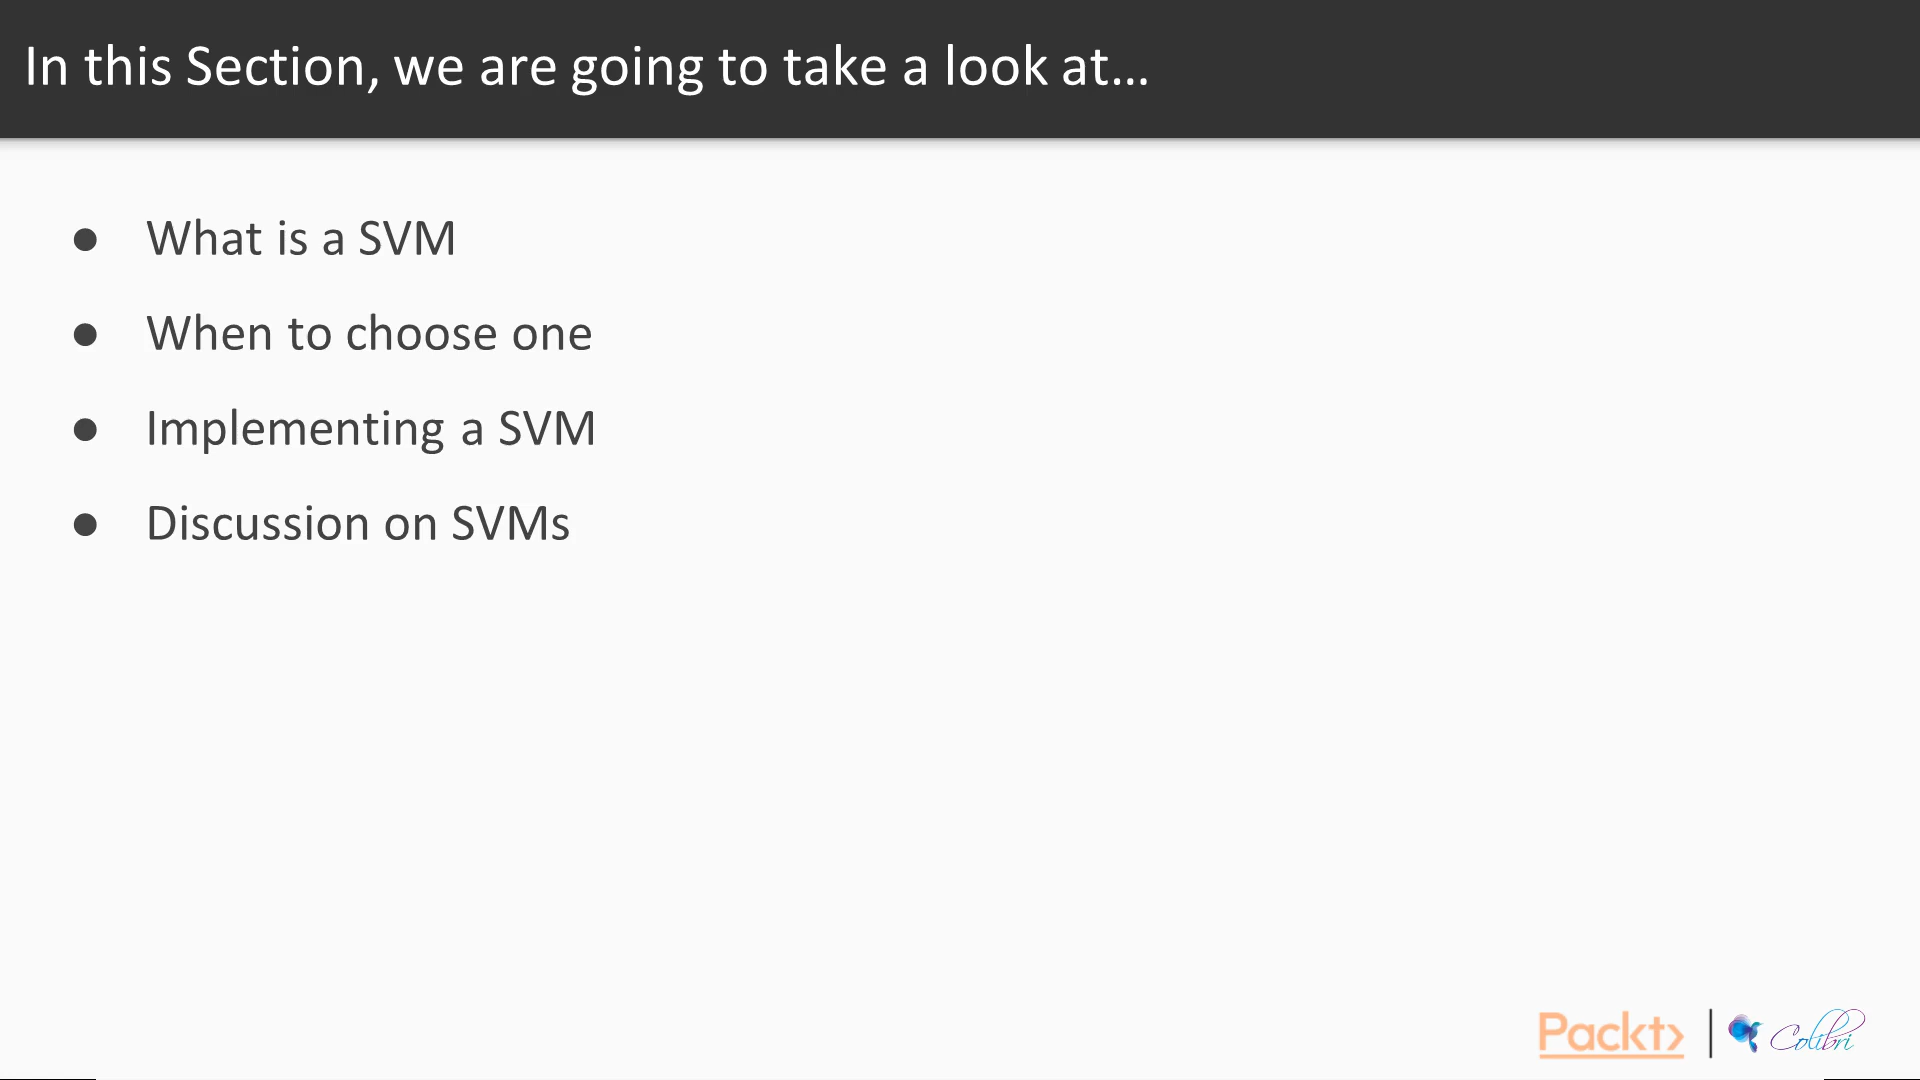 In this Section, we are going to take a look at...
● What is a SVM
● When to choose one
● Implementing a SVM
● Discussion on SVMs
Packt> | Colibri